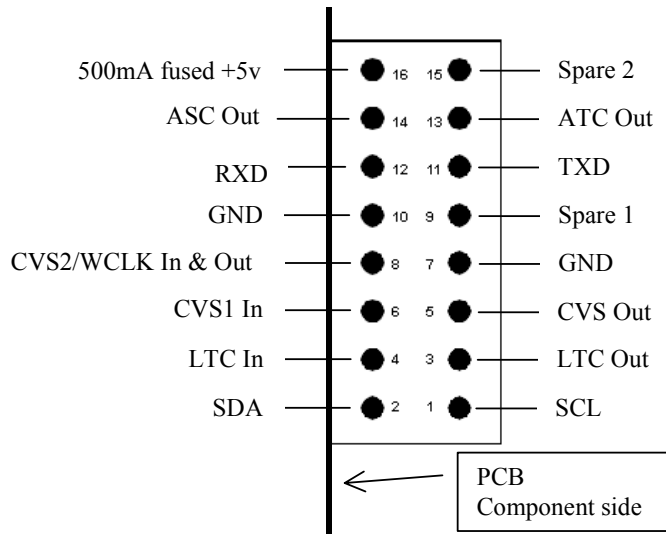 500mA fused +5v 16 15 Spare 2
ASC Out 14 13 ATC Out
RXD 12 11 TXD
GND 10 9 Spare 1
CVS2/WCLK In & Out 8 7 GND
CVS1 In 6 5 CVS Out
LTC In 4 3 LTC Out
SDA 2 1 SCL
PCB
Component side